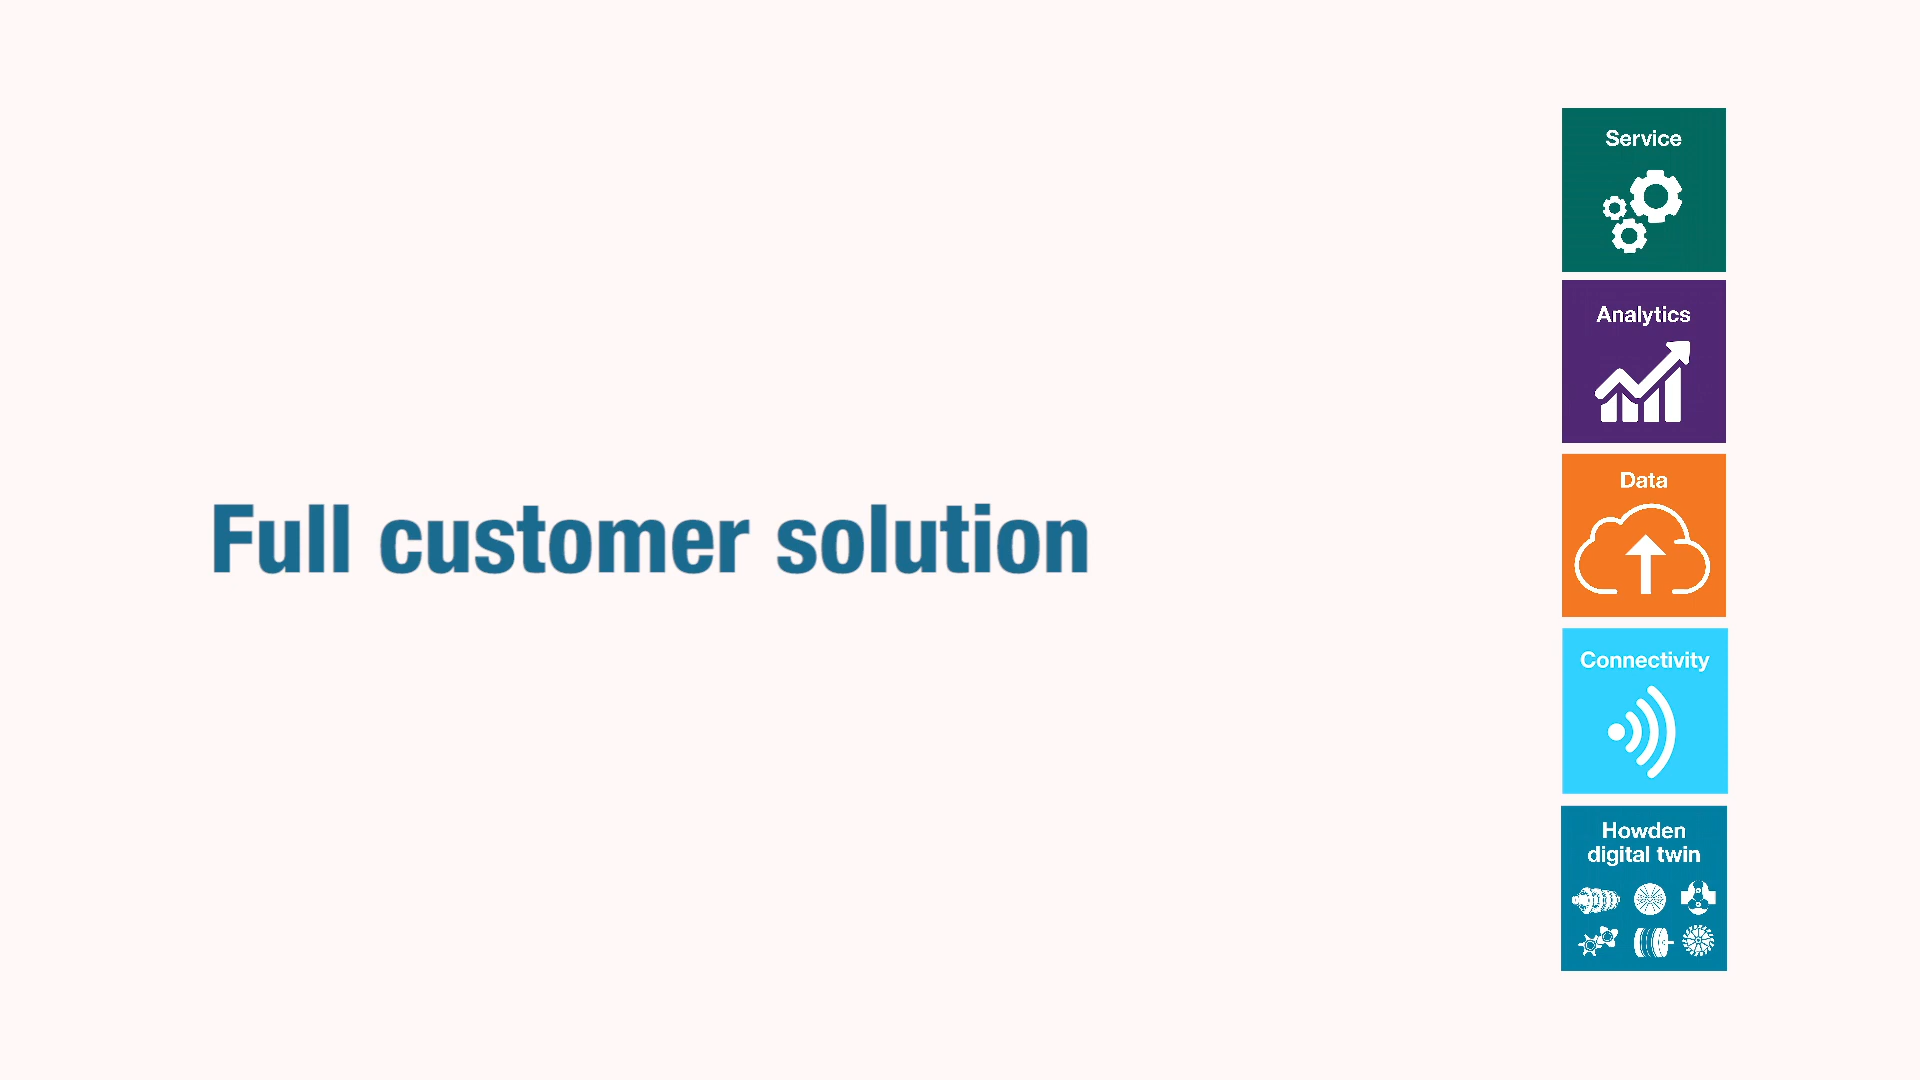 Full customer solution
Service
Analytics
Data
Connectivity
Howden
digital twin